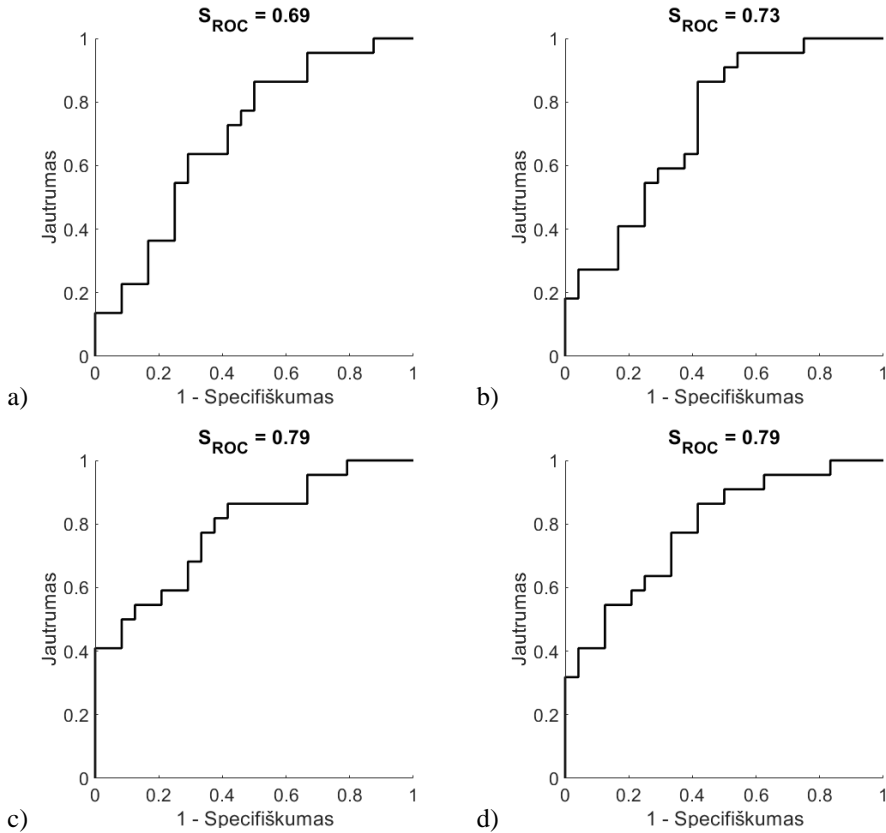 S_ROC = 0.69
1
0.8
0.6
0.4
0.2
0
Jautrumas
0 0.2 0.4 0.6 0.8 1
1 - Specifiškumas
a)
S_ROC = 0.73
1
0.8
0.6
0.4
0.2
0
Jautrumas
0 0.2 0.4 0.6 0.8 1
1 - Specifiškumas
b)
S_ROC = 0.79
1
0.8
0.6
0.4
0.2
0
Jautrumas
0 0.2 0.4 0.6 0.8 1
1 - Specifiškumas
c)
S_ROC = 0.79
1
0.8
0.6
0.4
0.2
0
Jautrumas
0 0.2 0.4 0.6 0.8 1
1 - Specifiškumas
d)